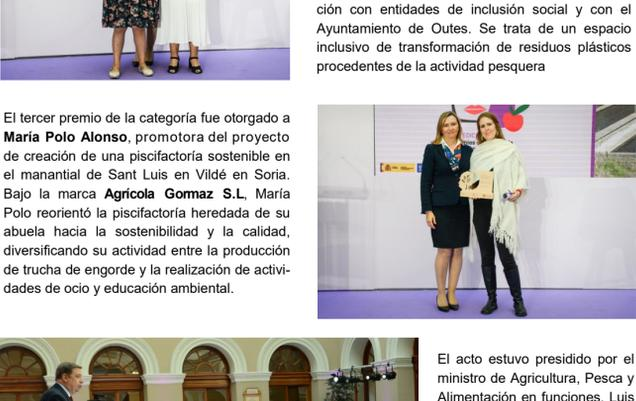 ción con entidades de inclusión social y con el
Ayuntamiento de Outes. Se trata de un espacio
inclusivo de transformación de residuos plásticos
procedentes de la actividad pesquera
El tercer premio de la categoría fue otorgado a
María Polo Alonso, promotora del proyecto
de creación de una piscifactoría sostenible en
el manantial de Sant Luis en Vildé en Soria.
Bajo la marca Agrícola Gormaz S.L, María
Polo reorientó la piscifactoría heredada de su
abuela hacia la sostenibilidad y la calidad,
diversificando su actividad entre la producción
de trucha de engorde y la realización de activi-
dades de ocio y educación ambiental.
El acto estuvo presidido por el
ministro de Agricultura, Pesca y
Alimentación en funciones, Luis